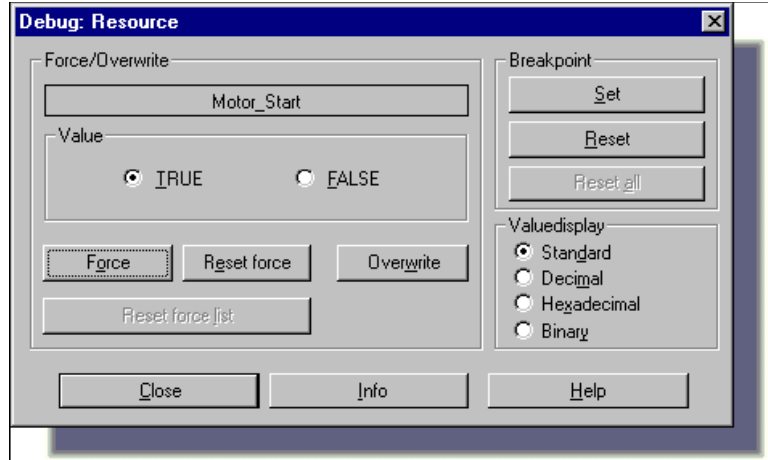 Debug: Resource
Force/Overwrite
Motor_Start
Value
TRUE FALSE
Force Reset force Overwrite
Reset force list
Breakpoint
Set
Reset
Reset all
Valuedisplay
Standard
Decimal
Hexadecimal
Binary
Close Info Help